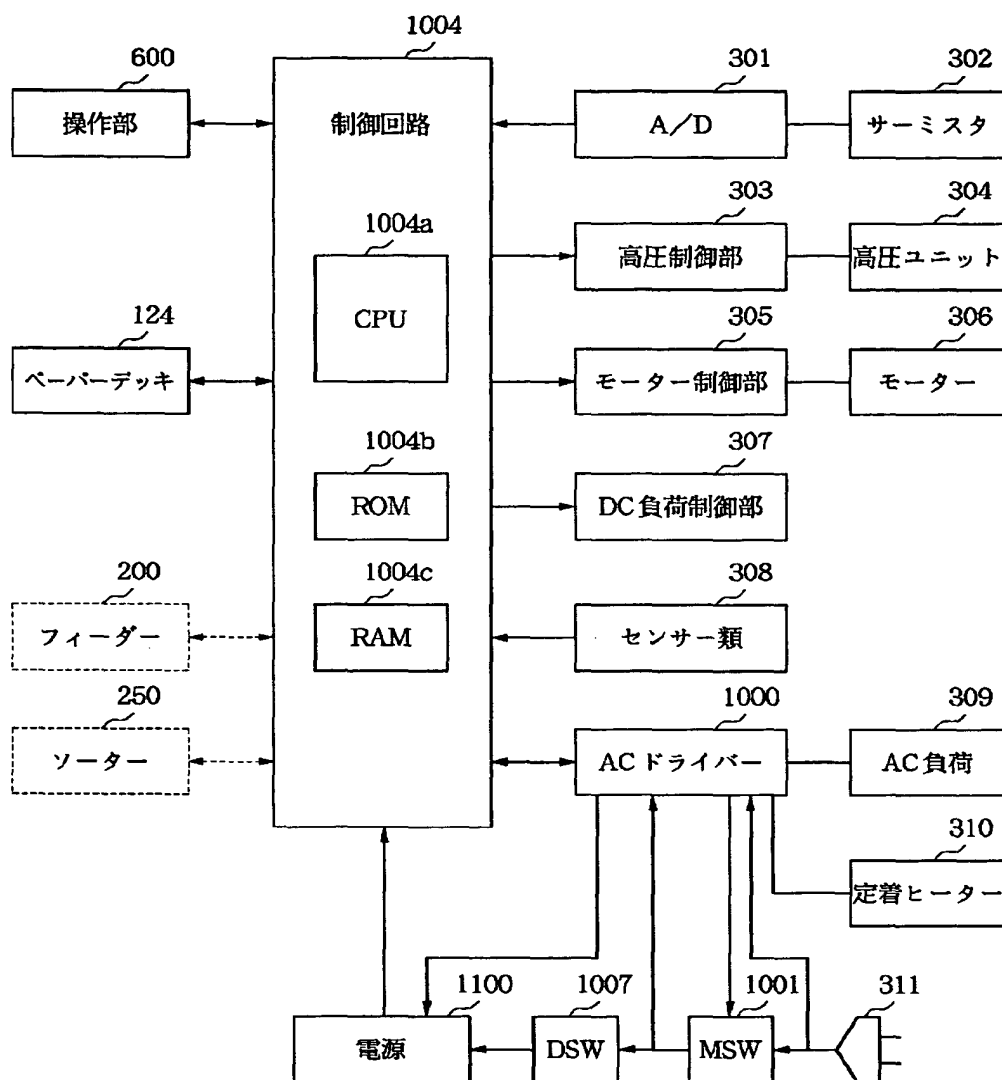 1004
600
操作部
制御回路
301
A/D
302
サーミスタ
1004a
CPU
303
高圧制御部
304
高圧ユニット
124
ペーパーデッキ
305
モーター制御部
306
モーター
1004b
ROM
307
DC負荷制御部
200
フィーダー
1004c
RAM
308
センサー類
250
ソーター
1000
ACドライバー
309
AC負荷
310
定着ヒーター
1100
電源
1007
DSW
1001
MSW
311